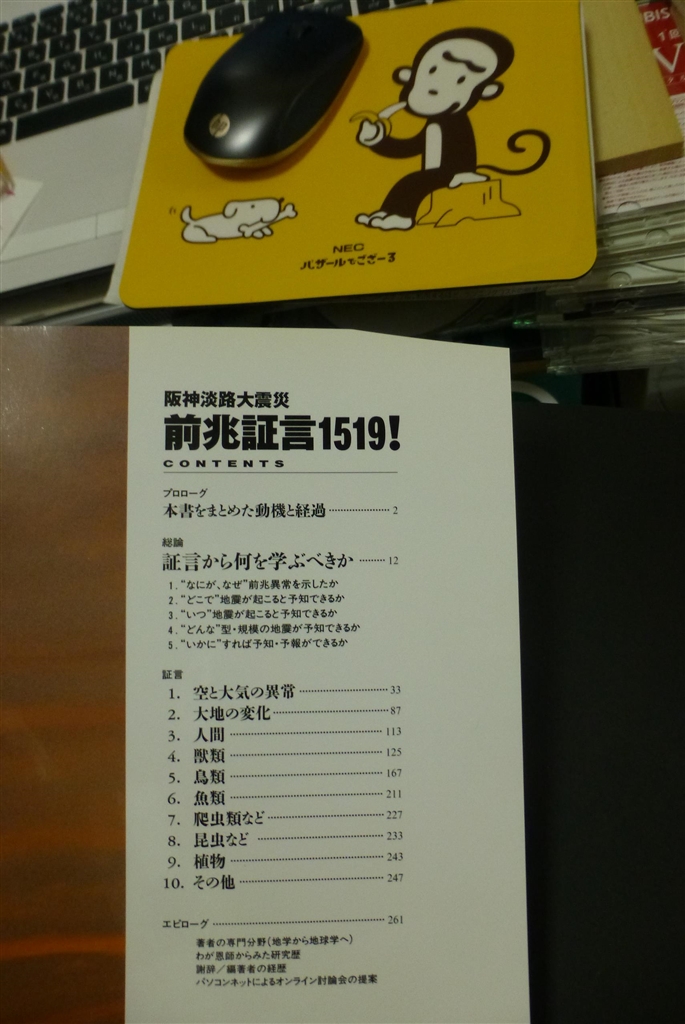 BIS
1個
V
hp
NEC
バザールでござーる
阪神淡路大震災
前兆証言1519!
CONTENTS
プロローグ
本書をまとめた動機と経過 2
総論
証言から何を学ぶべきか 12
1. “なにが、なぜ”前兆異常を示したか
2. “どこで”地震が起こると予知できるか
3. “いつ”地震が起こると予知できるか
4. “どんな”型・規模の地震が予知できるか
5. “いかに”すれば予知・予報ができるか
証言
1. 空と大気の異常 33
2. 大地の変化 87
3. 人間 113
4. 獣類 125
5. 鳥類 167
6. 魚類 211
7. 爬虫類など 227
8. 昆虫など 233
9. 植物 243
10. その他 247
エピローグ 261
著者の専門分野(地学から地球学へ)
わが恩師からみた研究歴
謝辞/編著者の経歴
パソコンネットによるオンライン討論会の提案